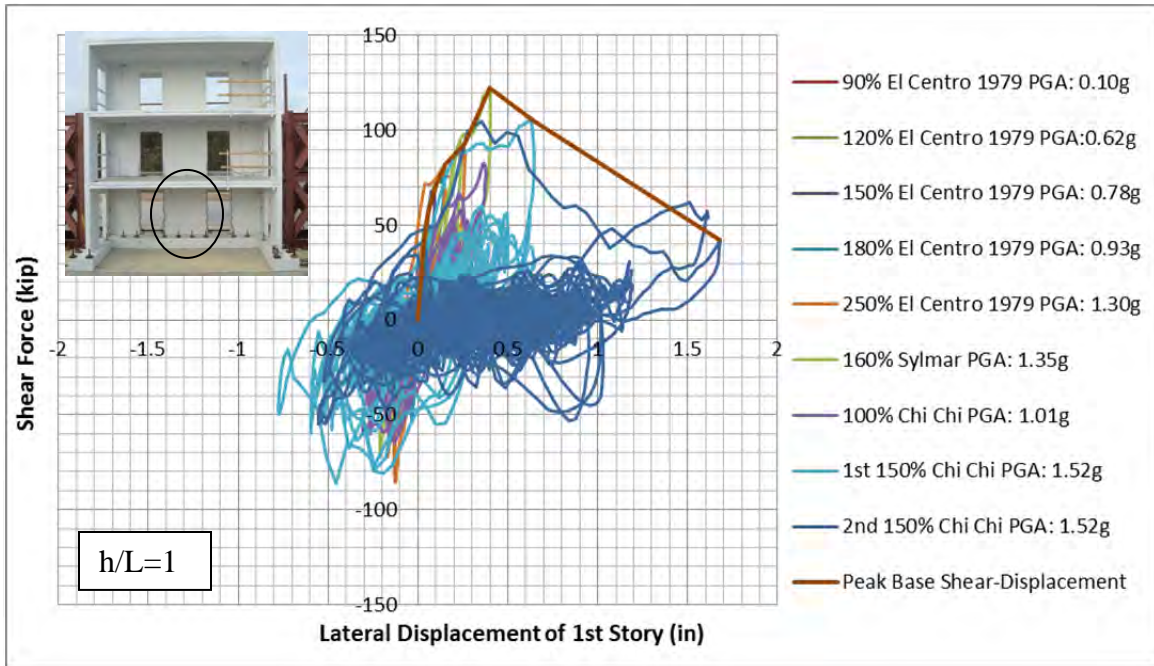 150
100
50
0
-50
-100
-150
-2
-1.5
-1
-0.5
0
0.5
1
1.5
2
Shear Force (kip)
Lateral Displacement of 1st Story (in)
h/L=1
90% El Centro 1979 PGA: 0.10g
120% El Centro 1979 PGA:0.62g
150% El Centro 1979 PGA: 0.78g
180% El Centro 1979 PGA: 0.93g
250% El Centro 1979 PGA: 1.30g
160% Sylmar PGA: 1.35g
100% Chi Chi PGA: 1.01g
1st 150% Chi Chi PGA: 1.52g
2nd 150% Chi Chi PGA: 1.52g
Peak Base Shear-Displacement